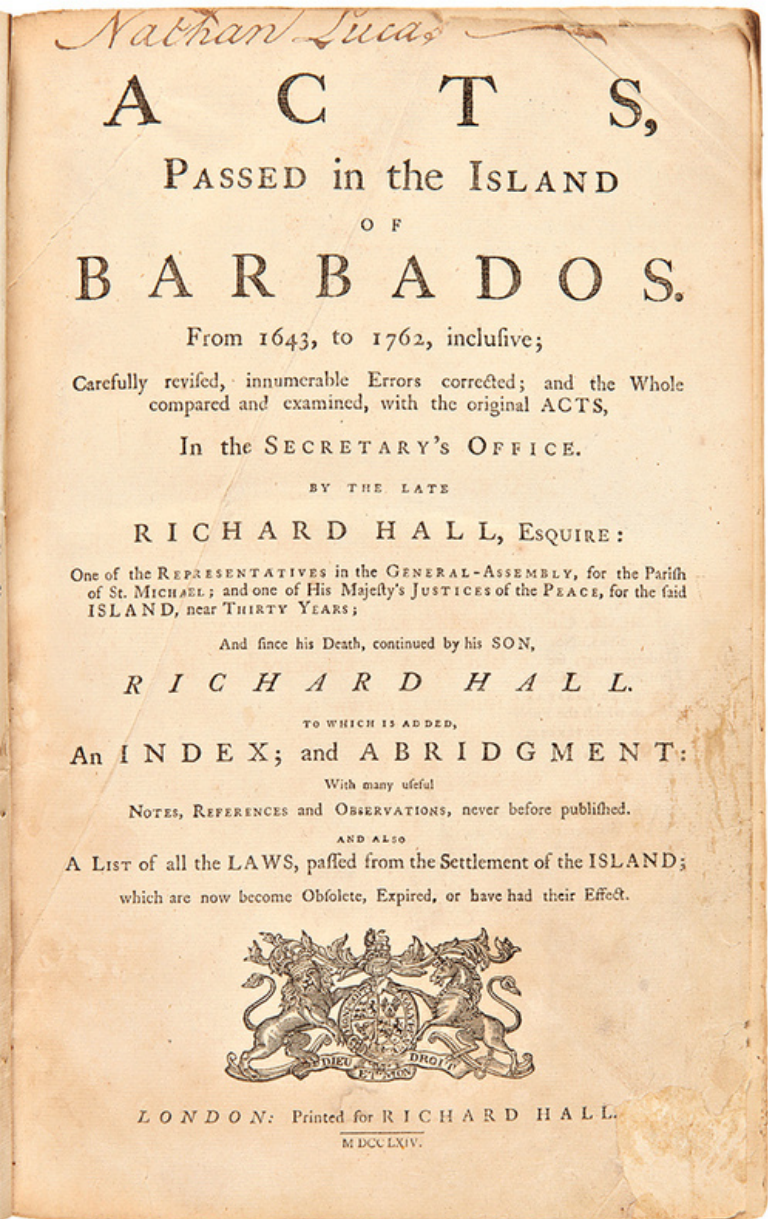 Nathan Lucas
ACTS,
PASSED in the ISLAND
OF
BARBADOS.
From 1643, to 1762, incluſive;
Carefully reviſed, innumerable Errors corrected; and the Whole
compared and examined, with the original ACTS,
In the SECRETARY'S OFFICE.
BY THE LATE
RICHARD HALL, ESQUIRE:
One of the REPRESENTATIVES in the GENERAL-ASSEMBLY, for the Pariſh
of St. MICHAEL; and one of His Majeſty's JUSTICES of the PEACE, for the ſaid
ISLAND, near THIRTY YEARS;
And ſince his Death, continued by his SON,
RICHARD HALL.
TO WHICH IS ADDED,
An INDEX; and ABRIDGMENT:
With many uſeful
NOTES, REFERENCES and OBSERVATIONS, never before publiſhed.
AND ALSO
A LIST of all the LAWS, paſſed from the Settlement of the ISLAND;
which are now become Obſolete, Expired, or have had their Effect.
DIEU ET MON DROIT
LONDON: Printed for RICHARD HALL.
MDCCLXIV.